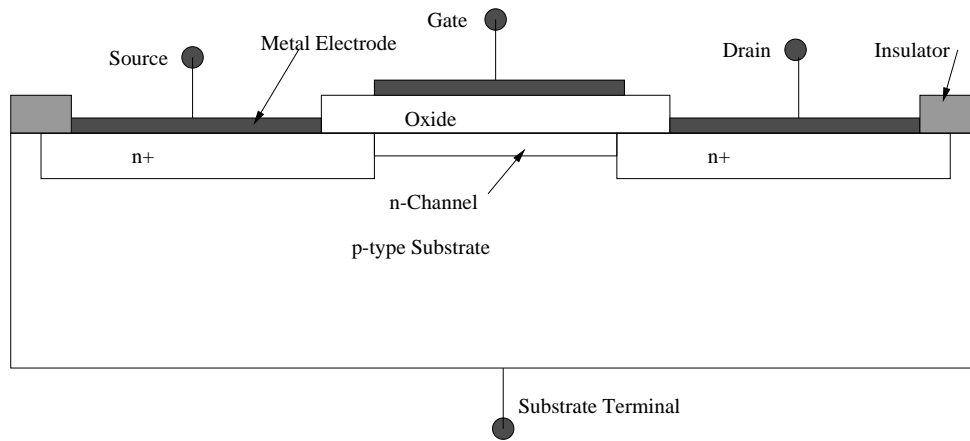 Gate
Metal Electrode
Source
Drain
Insulator
Oxide
n+
n+
n-Channel
p-type Substrate
Substrate Terminal